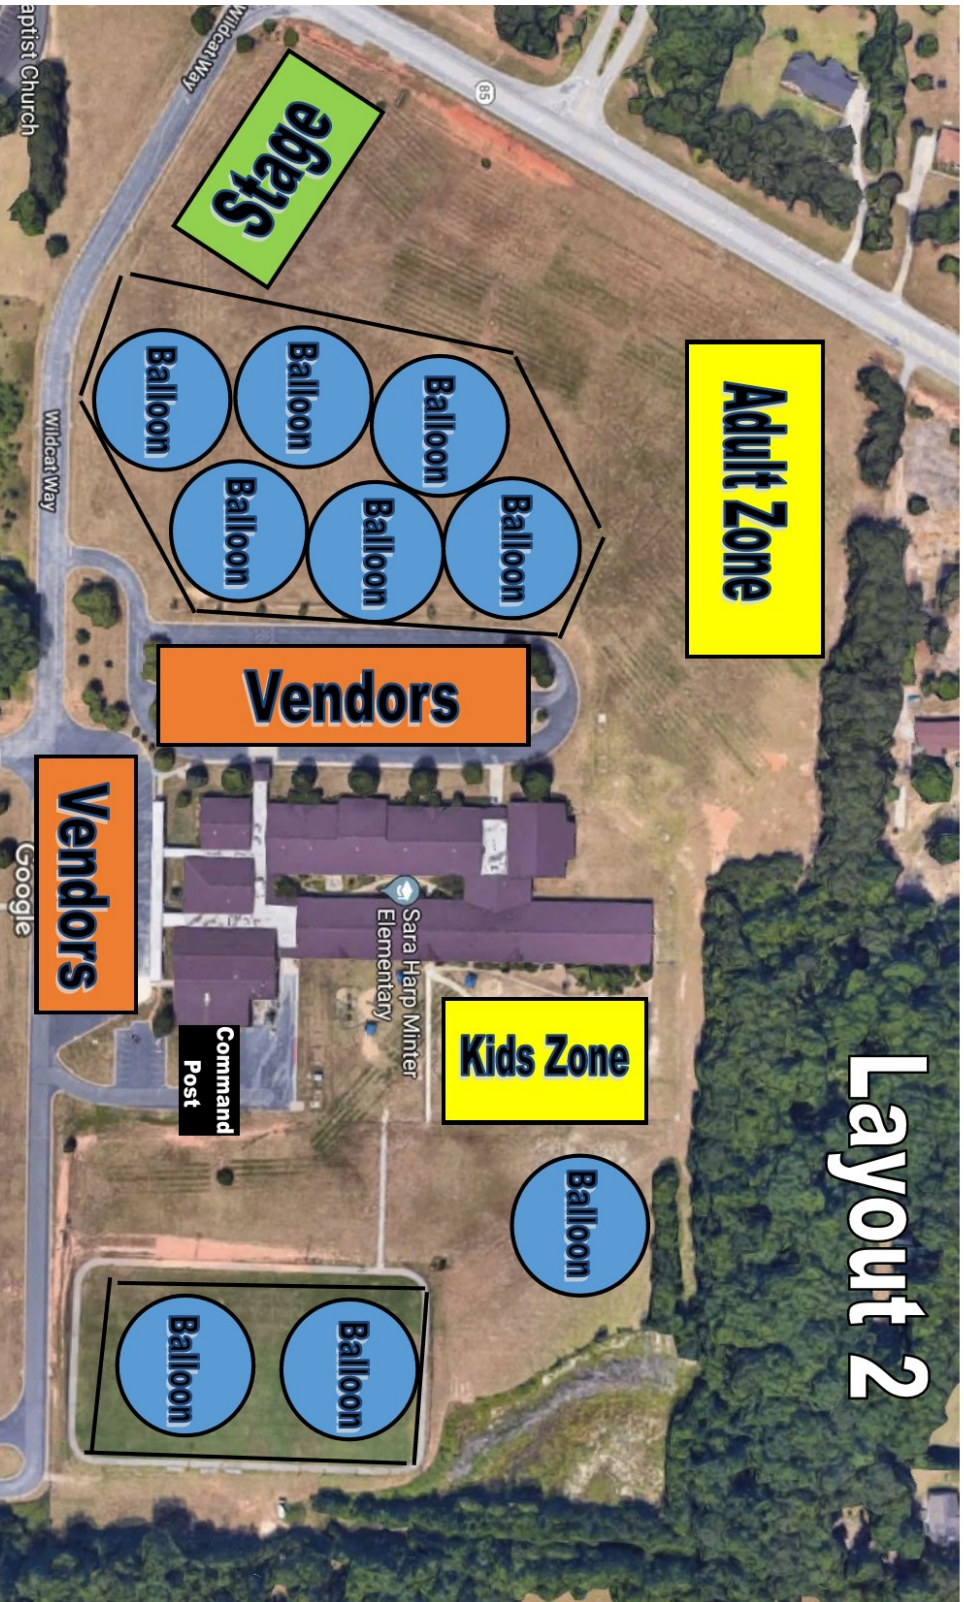 aptist Church
Wildcat Way
85
Stage
Adult Zone
Balloon
Balloon
Balloon
Balloon
Balloon
Balloon
Wildcat Way
Vendors
Vendors
Google
Sara Harp Minter
Elementary
Kids Zone
Command
Post
Layout 2
Balloon
Balloon
Balloon